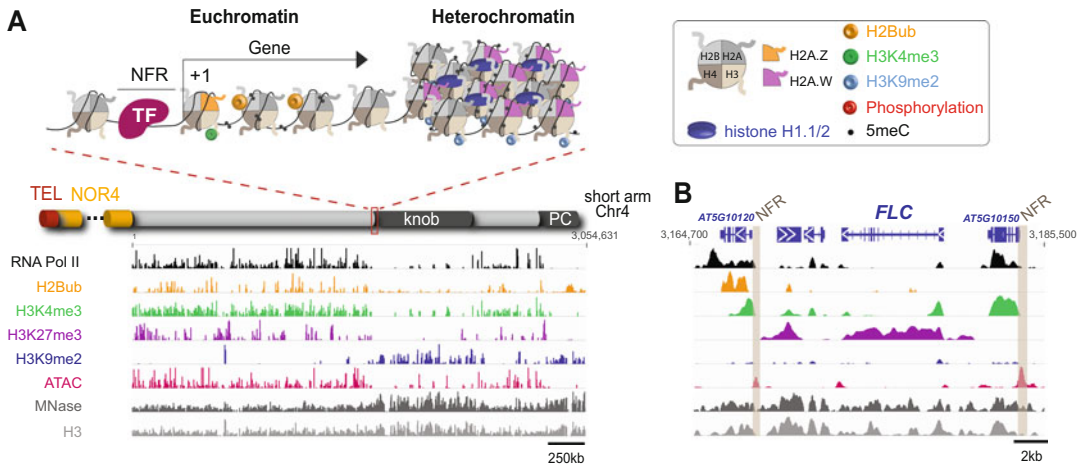 A
Euchromatin
Heterochromatin
Gene
NFR
+1
TF
H2B H2A
H4 H3
H2A.Z
H2A.W
histone H1.1/2
H2Bub
H3K4me3
H3K9me2
Phosphorylation
5meC
TEL NOR4
knob
PC
short arm
Chr4
1
3,054,631
RNA Pol II
H2Bub
H3K4me3
H3K27me3
H3K9me2
ATAC
MNase
H3
250kb
B
AT5G10120
NFR
FLC
AT5G10150
NFR
3,164,700
3,185,500
2kb